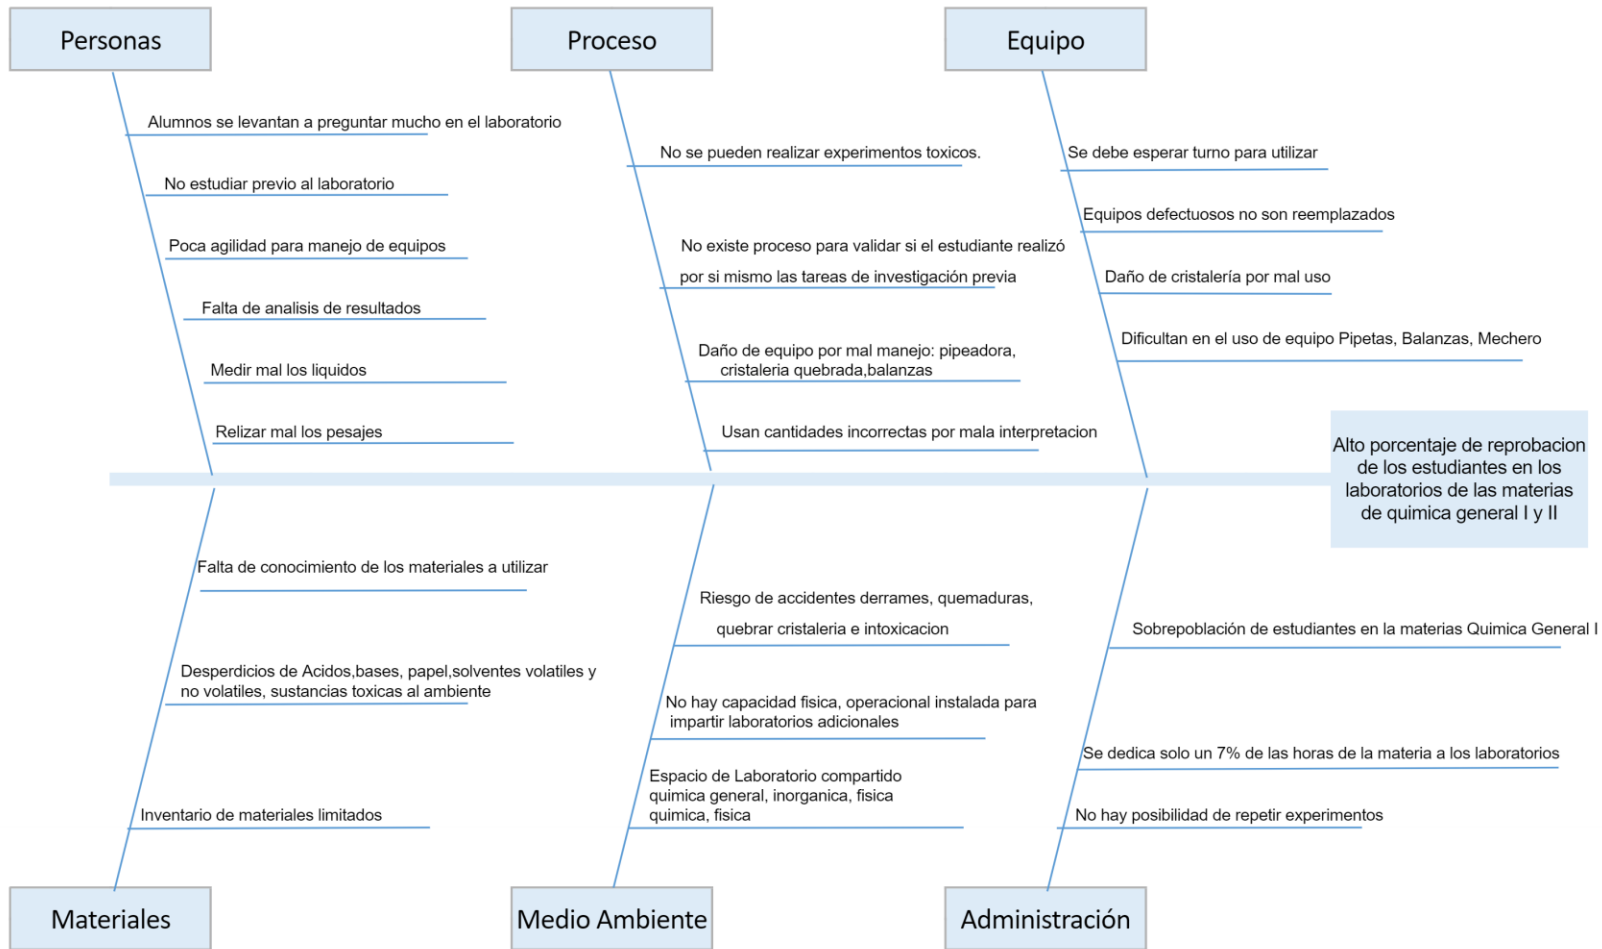 Personas
Proceso
Equipo
Alumnos se levantan a preguntar mucho en el laboratorio
No estudiar previo al laboratorio
Poca agilidad para manejo de equipos
Falta de analisis de resultados
Medir mal los liquidos
Relizar mal los pesajes
No se pueden realizar experimentos toxicos.
No existe proceso para validar si el estudiante realizó
por si mismo las tareas de investigación previa
Daño de equipo por mal manejo: pipeadora,
cristaleria quebrada,balanzas
Usan cantidades incorrectas por mala interpretacion
Se debe esperar turno para utilizar
Equipos defectuosos no son reemplazados
Daño de cristalería por mal uso
Dificultan en el uso de equipo Pipetas, Balanzas, Mechero
Alto porcentaje de reprobacion
de los estudiantes en los
laboratorios de las materias
de quimica general I y II
Falta de conocimiento de los materiales a utilizar
Desperdicios de Acidos,bases, papel,solventes volatiles y
no volatiles, sustancias toxicas al ambiente
Inventario de materiales limitados
Riesgo de accidentes derrames, quemaduras,
quebrar cristaleria e intoxicacion
No hay capacidad fisica, operacional instalada para
impartir laboratorios adicionales
Espacio de Laboratorio compartido
quimica general, inorganica, fisica
quimica, fisica
Sobrepoblación de estudiantes en la materias Quimica General I
Se dedica solo un 7% de las horas de la materia a los laboratorios
No hay posibilidad de repetir experimentos
Materiales
Medio Ambiente
Administración